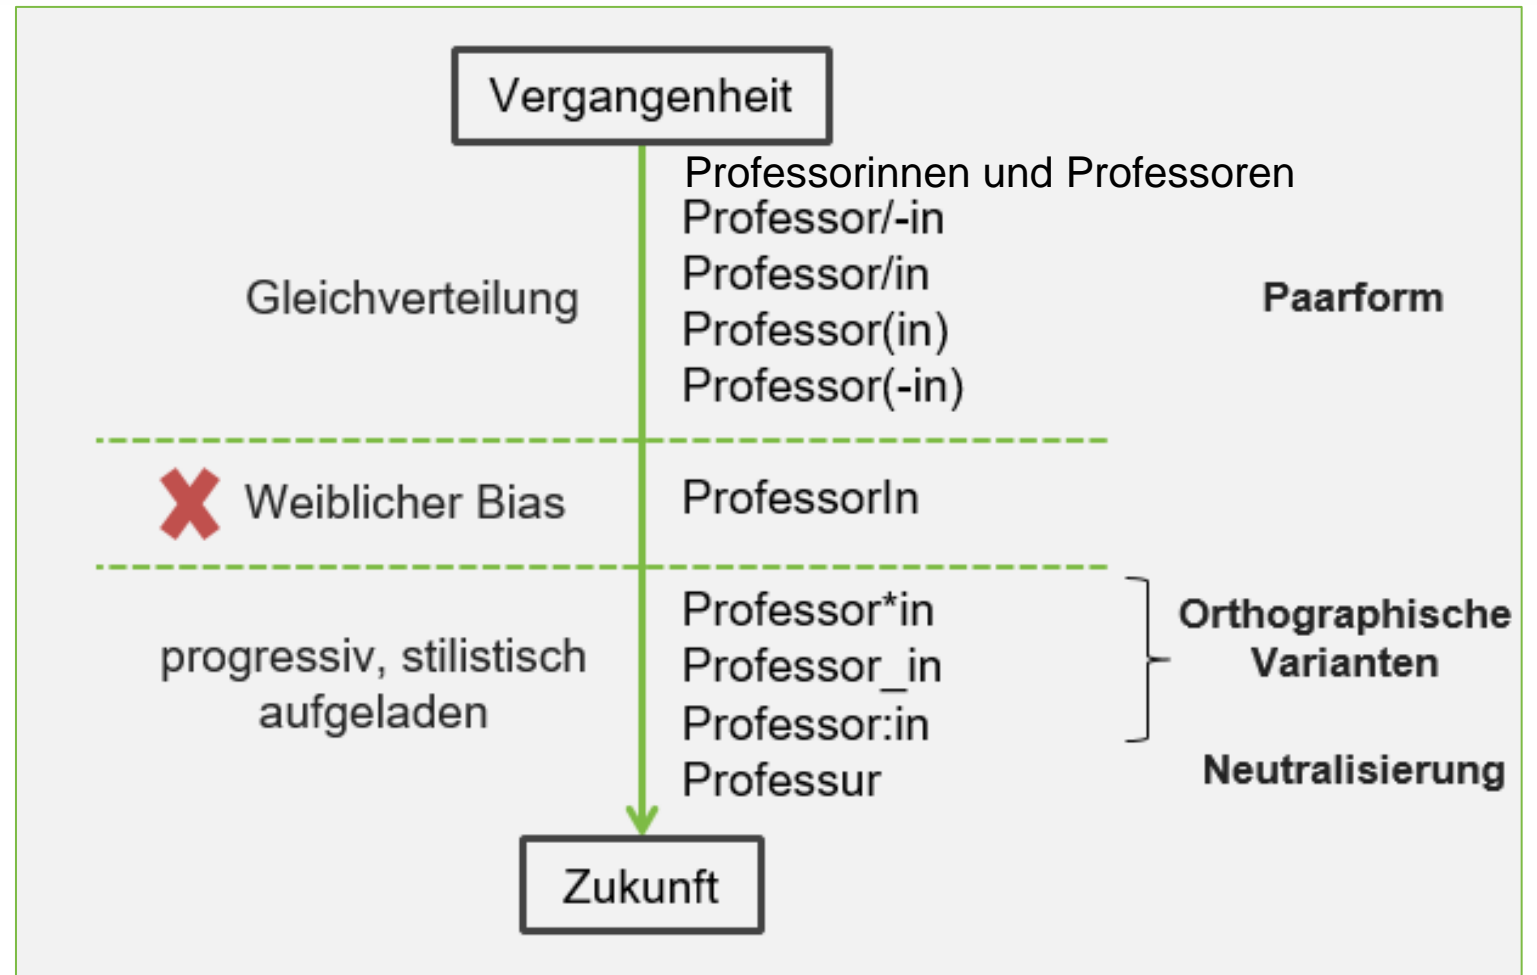 Vergangenheit
Professorinnen und Professoren
Professor/-in
Professor/in
Gleichverteilung
Paarform
Professor(in)
Professor(-in)
Weiblicher Bias
ProfessorIn
Professor*in
Professor_in
Professor:in
Professur
progressiv, stilistisch
aufgeladen
Orthographische
Varianten
Neutralisierung
Zukunft